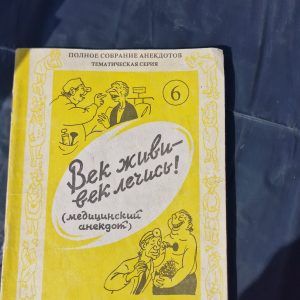 ПОЛНОЕ СОБРАНИЕ АНЕКДОТОВ
ТЕМАТИЧЕСКАЯ СЕРИЯ
6
Век живи-
век лечись!
(медицинский
анекдот)